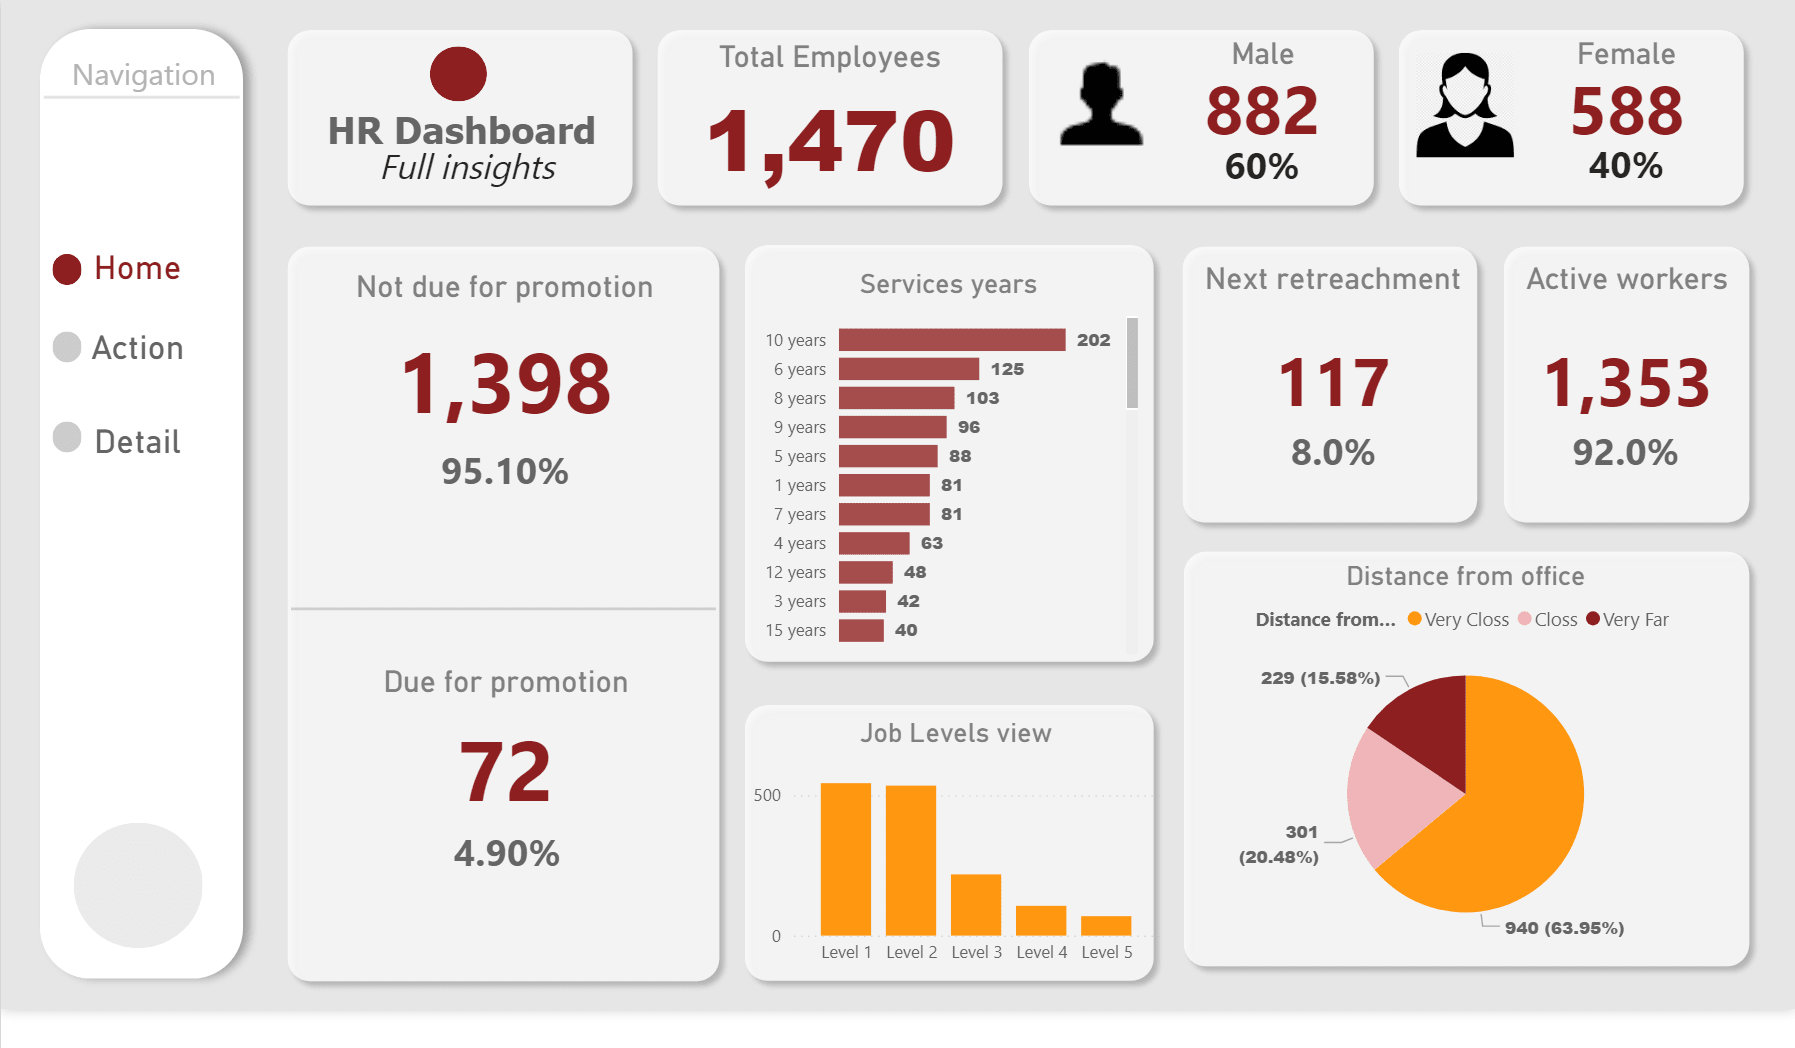 Navigation
Home
Action
Detail
HR Dashboard
Full insights
Total Employees
1,470
Male
882
60%
Female
588
40%
Not due for promotion
1,398
95.10%
Due for promotion
72
4.90%
Services years
10 years 202
6 years 125
8 years 103
9 years 96
5 years 88
1 years 81
7 years 81
4 years 63
12 years 48
3 years 42
15 years 40
Job Levels view
500
0
Level 1 Level 2 Level 3 Level 4 Level 5
Next retreachment
117
8.0%
Active workers
1,353
92.0%
Distance from office
Distance from... Very Closs Closs Very Far
229 (15.58%)
301
(20.48%)
940 (63.95%)